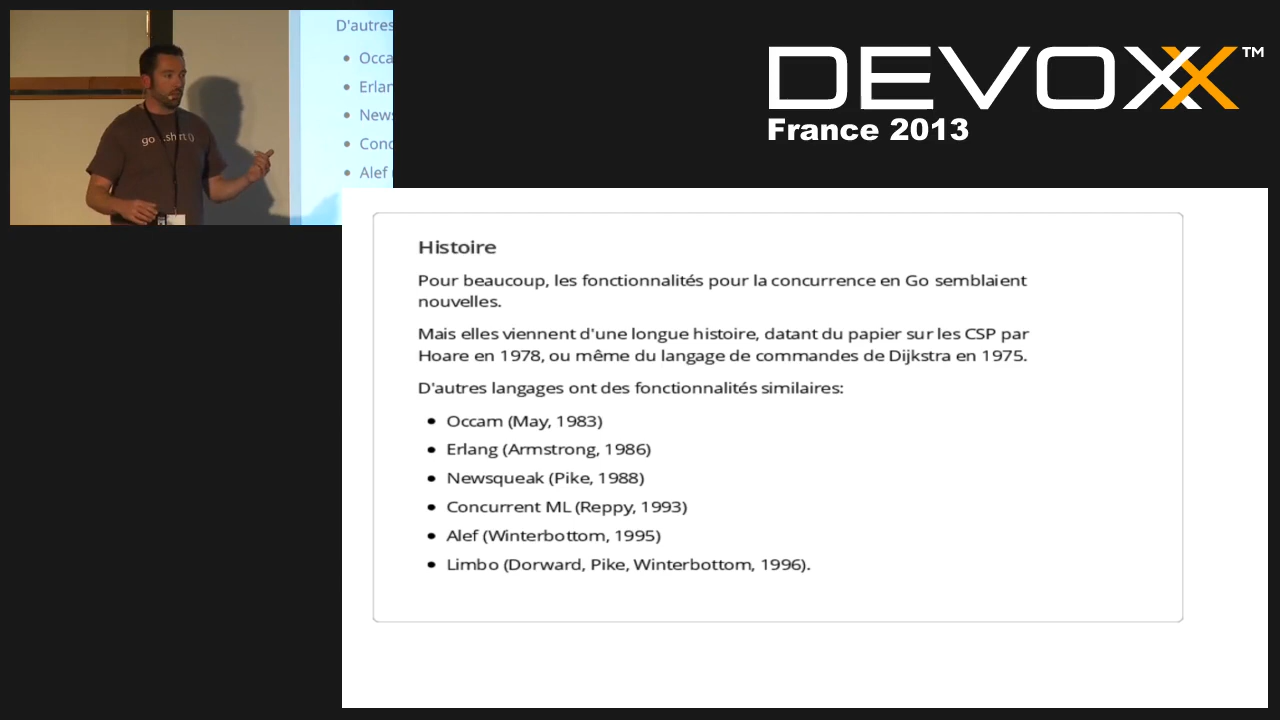 D'autres
Occa
Erlan
News
Conc
Alef
go .shirt()
DEVOXX™
France 2013
Histoire
Pour beaucoup, les fonctionnalités pour la concurrence en Go semblaient
nouvelles.
Mais elles viennent d'une longue histoire, datant du papier sur les CSP par
Hoare en 1978, ou même du langage de commandes de Dijkstra en 1975.
D'autres langages ont des fonctionnalités similaires:
• Occam (May, 1983)
• Erlang (Armstrong, 1986)
• Newsqueak (Pike, 1988)
• Concurrent ML (Reppy, 1993)
• Alef (Winterbottom, 1995)
• Limbo (Dorward, Pike, Winterbottom, 1996).